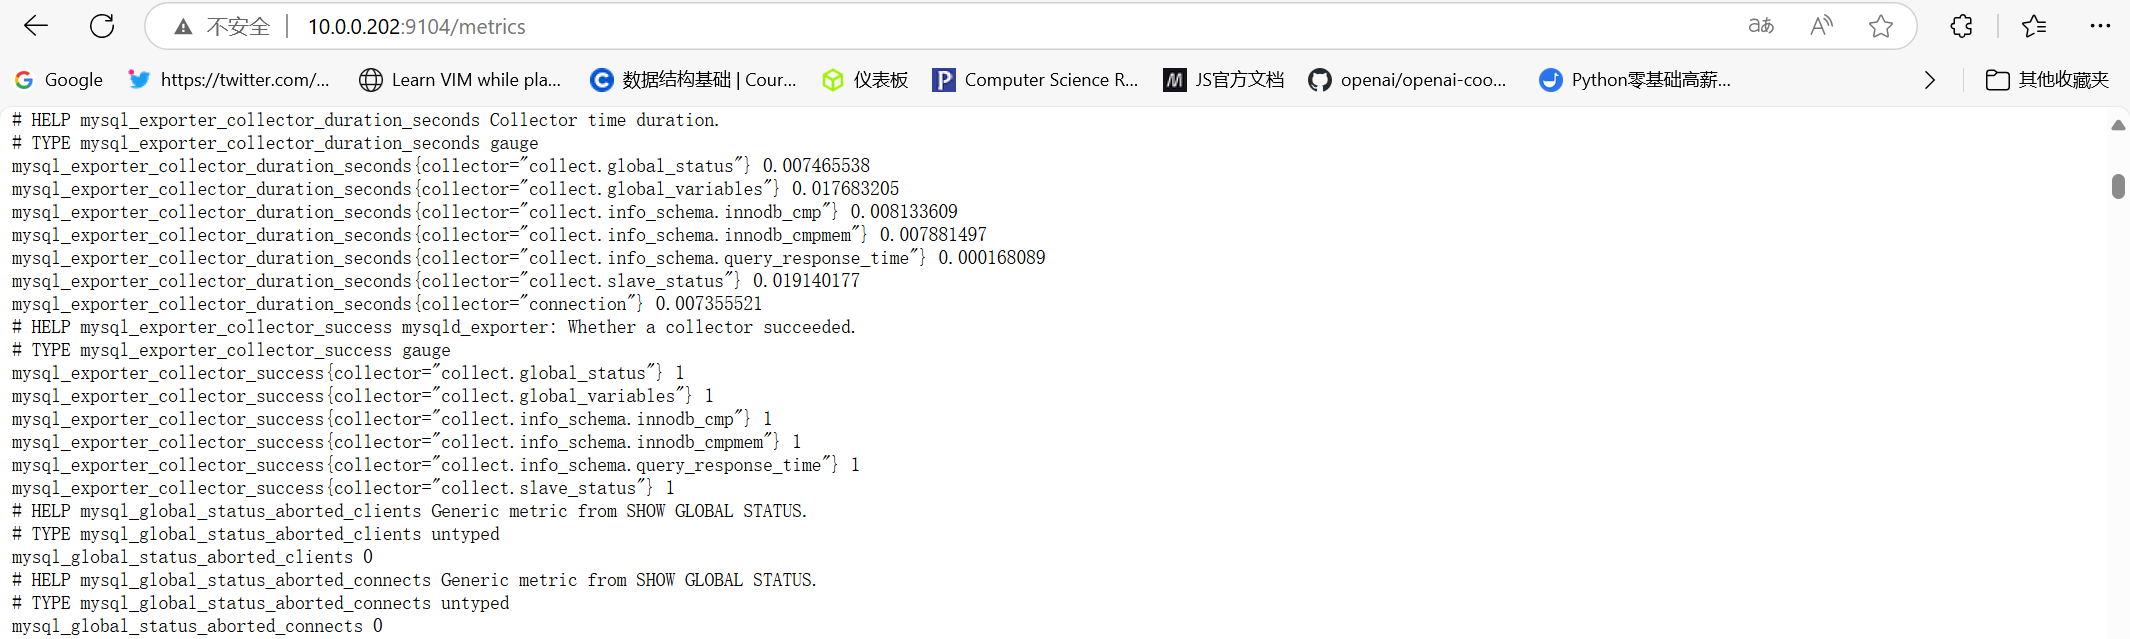 不安全 | 10.0.0.202:9104/metrics aあ A
Google https://twitter.com/... Learn VIM while pla... 数据结构基础 | Cour... 仪表板 Computer Science R... JS官方文档 openai/openai-coo... Python零基础高薪... 其他收藏夹
# HELP mysql_exporter_collector_duration_seconds Collector time duration.
# TYPE mysql_exporter_collector_duration_seconds gauge
mysql_exporter_collector_duration_seconds{collector="collect.global_status"} 0.007465538
mysql_exporter_collector_duration_seconds{collector="collect.global_variables"} 0.017683205
mysql_exporter_collector_duration_seconds{collector="collect.info_schema.innodb_cmp"} 0.008133609
mysql_exporter_collector_duration_seconds{collector="collect.info_schema.innodb_cmpmem"} 0.007881497
mysql_exporter_collector_duration_seconds{collector="collect.info_schema.query_response_time"} 0.000168089
mysql_exporter_collector_duration_seconds{collector="collect.slave_status"} 0.019140177
mysql_exporter_collector_duration_seconds{collector="connection"} 0.007355521
# HELP mysql_exporter_collector_success mysqld_exporter: Whether a collector succeeded.
# TYPE mysql_exporter_collector_success gauge
mysql_exporter_collector_success{collector="collect.global_status"} 1
mysql_exporter_collector_success{collector="collect.global_variables"} 1
mysql_exporter_collector_success{collector="collect.info_schema.innodb_cmp"} 1
mysql_exporter_collector_success{collector="collect.info_schema.innodb_cmpmem"} 1
mysql_exporter_collector_success{collector="collect.info_schema.query_response_time"} 1
mysql_exporter_collector_success{collector="collect.slave_status"} 1
# HELP mysql_global_status_aborted_clients Generic metric from SHOW GLOBAL STATUS.
# TYPE mysql_global_status_aborted_clients untyped
mysql_global_status_aborted_clients 0
# HELP mysql_global_status_aborted_connects Generic metric from SHOW GLOBAL STATUS.
# TYPE mysql_global_status_aborted_connects untyped
mysql_global_status_aborted_connects 0